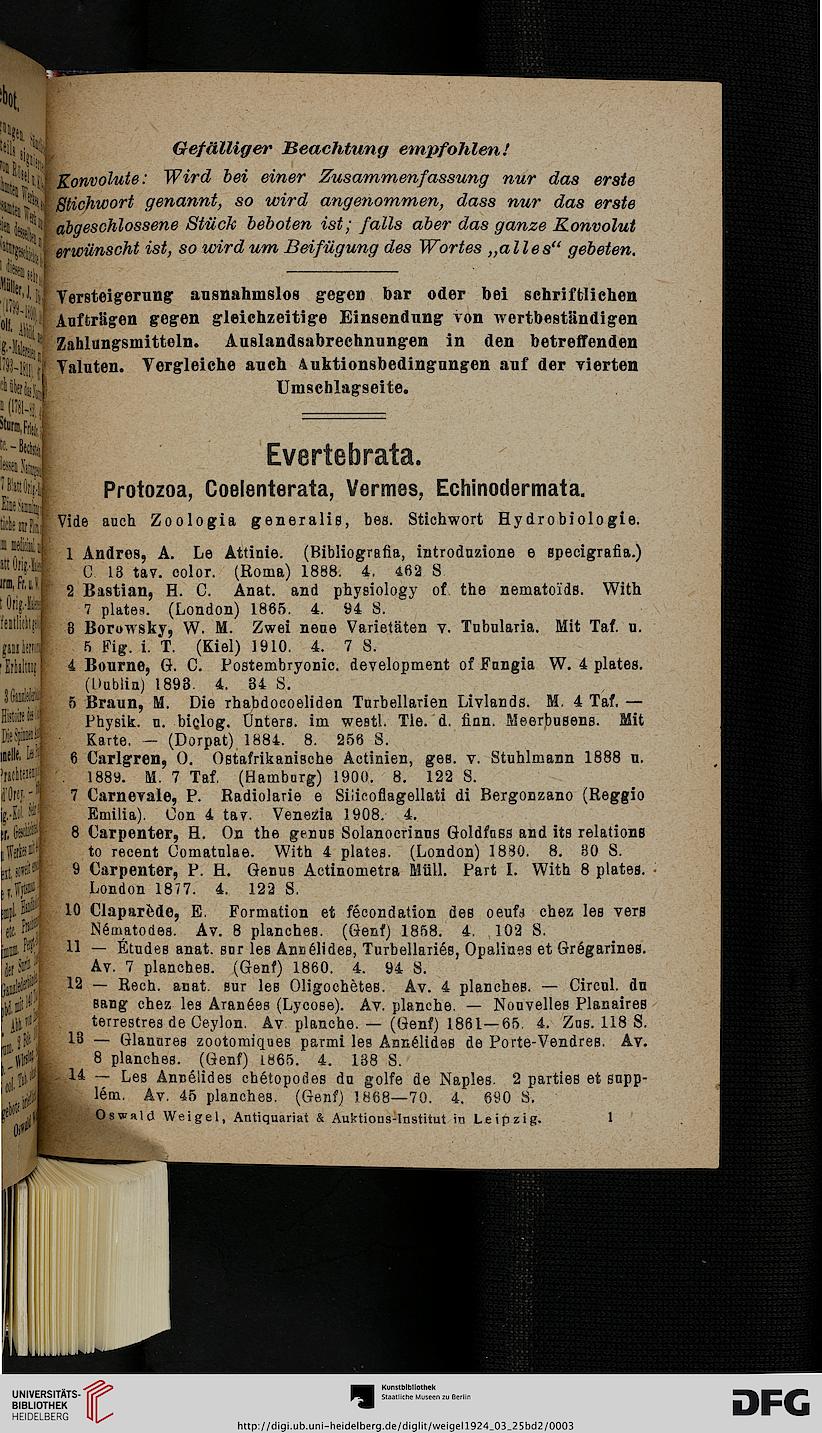 Gefälliger Beachtung empfohlen!
Konvolute: Wird bei einer Zusammenfassung nur das erste
Stichwort genannt, so wird angenommen, dass nur das erste
abgeschlossene Stück beboten ist; falls aber das ganze Konvolut
erwünscht ist, so wird um Beifügung des Wortes „alles“ gebeten.
Versteigerung ausnahmslos gegen bar oder bei schriftlichen
Aufträgen gegen gleichzeitige Einsendung von wertbeständigen
Zahlungsmitteln. Auslandsabrechnungen in den betreffenden
Valuten. Vergleiche auch Auktionsbedingungen auf der vierten
Umschlagseite.
Evertebrata.
Protozoa, Coelenterata, Vermes, Echinodermata.
Vide auch Zoologia generalis, bes. Stichwort Hydrobiologie.
1 Andres, A. Le Attinie. (Bibliografia, introduzione e specigrafia.)
C. 13 tav. color. (Roma) 1888. 4. 462 S
2 Bastian, H. C. Anat. and physiology of the nematoïds. With
7 plates. (London) 1865. 4. 94 S.
3 Borowsky, W. M. Zwei neue Varietäten v. Tubularia. Mit Taf. u.
5 Fig. i. T. (Kiel) 1910. 4. 7 S.
4 Bourne, G. C. Postembryonic. development of Fungia W. 4 plates.
(Dublin) 1893. 4. 34 S.
5 Braun, M. Die rhabdocoeliden Turbellarien Livlands. M. 4 Taf. —
Physik. u. biolog. Unters. im westl. Tle. d. finn. Meerbusens. Mit
Karte. — (Dorpat) 1884. 8. 256 S.
6 Carlgren, O. Ostafrikanische Actinien, ges. v. Stuhlmann 1888 u.
1889. M. 7 Taf. (Hamburg) 1900. 8. 122 S.
7 Carnevale, P. Radiolarie e Silicoflagellati di Bergonzano (Reggio
Emilia). Con 4 tav. Venezia 1908. 4.
8 Carpenter, H. On the genus Solanocrinus Goldfuss and its relations
to recent Comatulae. With 4 plates. (London) 1880. 8. 30 S.
9 Carpenter, P. H. Genus Actinometra Müll. Part I. With 8 plates.
London 1877. 4. 122 S.
10 Claparède, E. Formation et fécondation des oeufs chez les vers
Nématodes. Av. 8 planches. (Genf) 1858. 4. 102 S.
11 — Études anat. sur les Annélides, Turbellariés, Opalines et Grégarines.
Av. 7 planches. (Genf) 1860. 4. 94 S.
12 — Rech. anat. sur les Oligochètes. Av. 4 planches. — Circul. du
sang chez les Aranées (Lycose). Av. planche. — Nouvelles Planaires
terrestres de Ceylon. Av planche. — (Genf) 1861—65. 4. Zus. 118 S.
13 — Glanures zootomiques parmi les Annélides de Porte-Vendres. Av.
8 planches. (Genf) 1865. 4. 138 S.
14 — Les Annélides chétopodes du golfe de Naples. 2 parties et supp-
lém. Av. 45 planches. (Genf) 1868—70. 4. 690 S.
Oswald Weigel, Antiquariat & Auktions-Institut in Leipzig. 1
UNIVERSITÄTS-
BIBLIOTHEK
HEIDELBERG
Kunstbibliothek
Staatliche Museen zu Berlin
DFG
http://digi.ub.uni-heidelberg.de/diglit/weigel1924_03_25bd2/0003